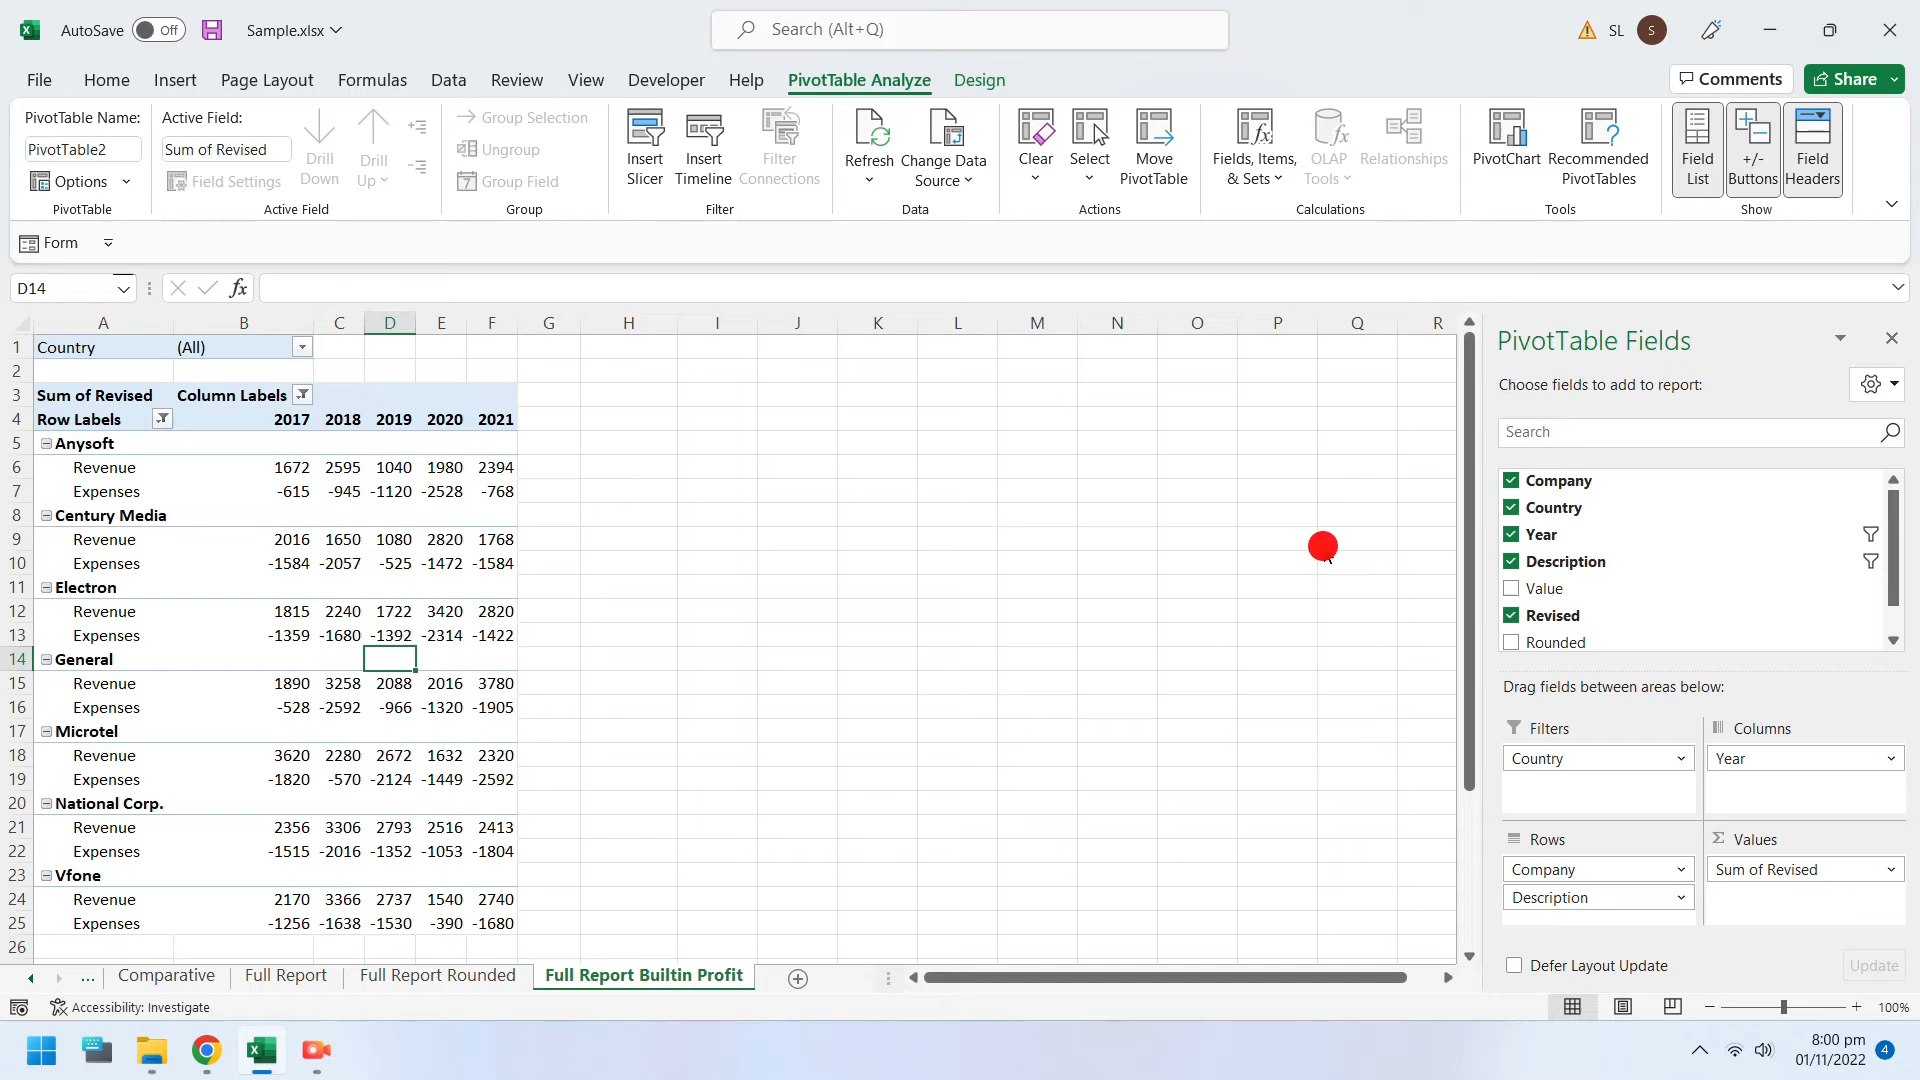 AutoSave Off Sample.xlsx Search (Alt+Q) SL S
File Home Insert Page Layout Formulas Data Review View Developer Help PivotTable Analyze Design Comments Share
PivotTable Name:
PivotTable2
Options
PivotTable
Active Field:
Sum of Revised
Field Settings
Drill Down
Drill Up
Active Field
Group Selection
Ungroup
Group Field
Group
Insert Slicer
Insert Timeline
Filter Connections
Filter
Refresh
Change Data Source
Data
Clear
Select
Move PivotTable
Actions
Fields, Items, & Sets
OLAP Tools
Relationships
Calculations
PivotChart
Recommended PivotTables
Tools
Field List
+/- Buttons
Field Headers
Show
Form
D14 fx
A B C D E F G H I J K L M N O P Q R
1 Country (All)
2
3 Sum of Revised Column Labels
4 Row Labels 2017 2018 2019 2020 2021
5 Anysoft
6 Revenue 1672 2595 1040 1980 2394
7 Expenses -615 -945 -1120 -2528 -768
8 Century Media
9 Revenue 2016 1650 1080 2820 1768
10 Expenses -1584 -2057 -525 -1472 -1584
11 Electron
12 Revenue 1815 2240 1722 3420 2820
13 Expenses -1359 -1680 -1392 -2314 -1422
14 General
15 Revenue 1890 3258 2088 2016 3780
16 Expenses -528 -2592 -966 -1320 -1905
17 Microtel
18 Revenue 3620 2280 2672 1632 2320
19 Expenses -1820 -570 -2124 -1449 -2592
20 National Corp.
21 Revenue 2356 3306 2793 2516 2413
22 Expenses -1515 -2016 -1352 -1053 -1804
23 Vfone
24 Revenue 2170 3366 2737 1540 2740
25 Expenses -1256 -1638 -1530 -390 -1680
26
PivotTable Fields
Choose fields to add to report:
Search
Company
Country
Year
Description
Value
Revised
Rounded
Drag fields between areas below:
Filters
Country
Columns
Year
Rows
Company
Description
Σ Values
Sum of Revised
Defer Layout Update Update
... Comparative Full Report Full Report Rounded Full Report Builtin Profit
Accessibility: Investigate 100%
8:00 pm
01/11/2022
4